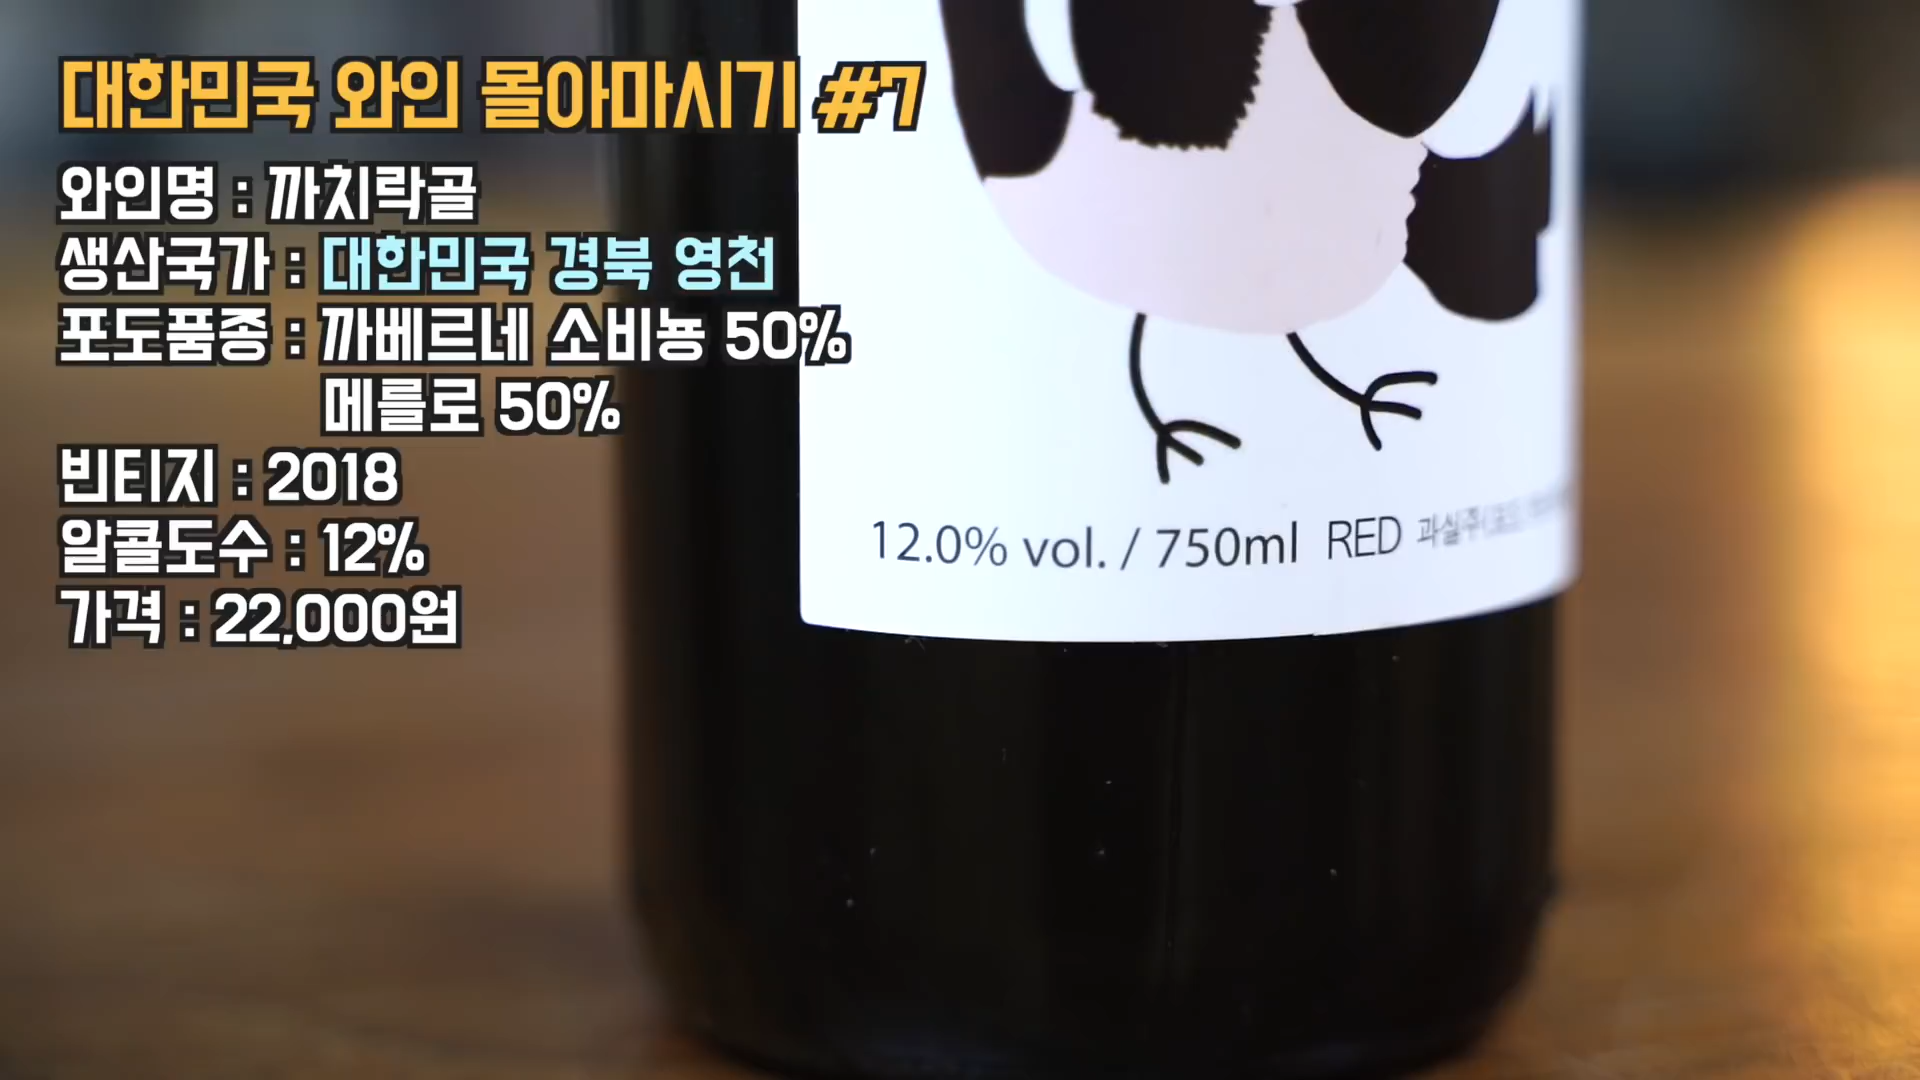 대한민국 와인 몰아마시기 #7
와인명 : 까치락골
생산국가 : 대한민국 경북 영천
포도품종 : 까베르네 소비뇽 50%
메를로 50%
빈티지 : 2018
알콜도수 : 12%
가격 : 22,000원
12.0% vol. / 750ml RED 과실주